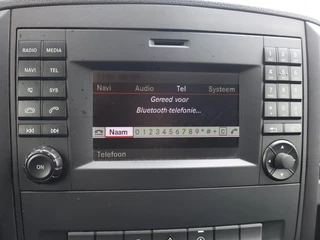 RADIO MEDIA
NAVI TEL
SYS
ON
Navi Audio Tel Systeem
Gereed voor
Bluetooth-telefonie...
Naam 0 1 2 3 4 5 6 7 8 9 * # + C
Telefoon